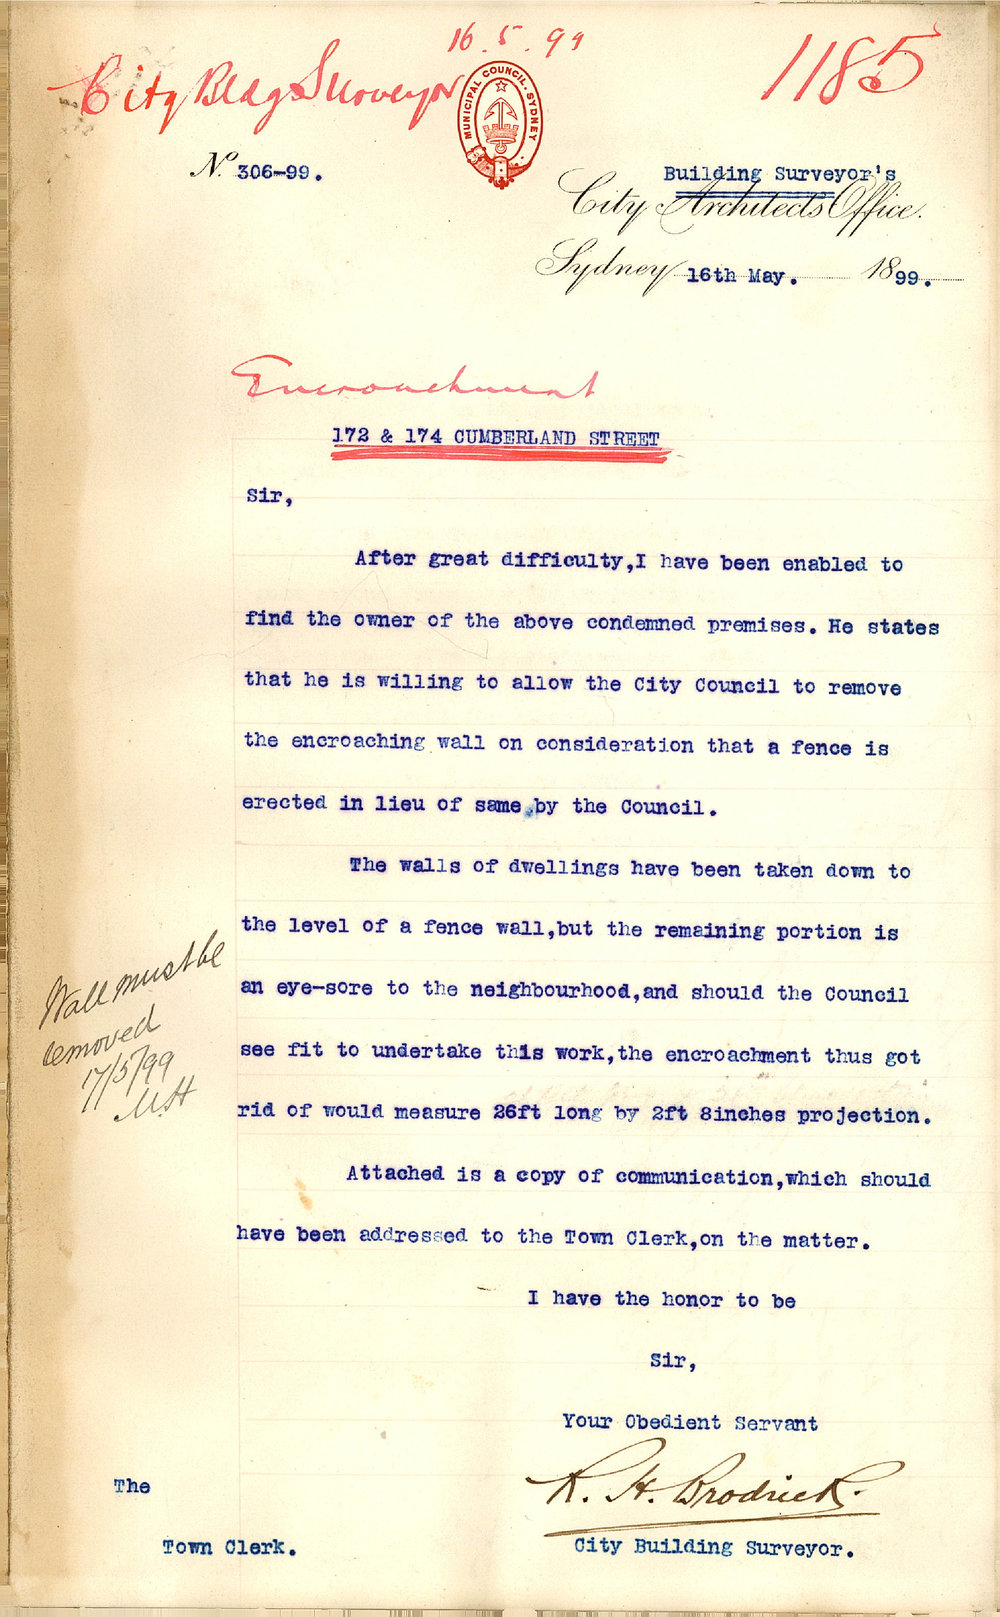 16.5.99
City Bldg Surveyor
1185
MUNICIPAL COUNCIL. SYDNEY
No. 306-99.
Building Surveyor's
City Architects Office.
Sydney 16th May. 1899.
Encroachment
172 & 174 CUMBERLAND STREET
Sir,
After great difficulty,I have been enabled to
find the owner of the above condemned premises. He states
that he is willing to allow the City Council to remove
the encroaching wall on consideration that a fence is
erected in lieu of same,by the Council.
The walls of dwellings have been taken down to
the level of a fence wall,but the remaining portion is
an eye-sore to the neighbourhood,and should the Council
see fit to undertake this work,the encroachment thus got
rid of would measure 26ft long by 2ft 8inches projection.
Wall must be
removed
17/5/99
M.H
Attached is a copy of communication,which should
have been addressed to the Town Clerk,on the matter.
I have the honor to be
Sir,
Your Obedient Servant
R. H. Brodrick.
City Building Surveyor.
The
Town Clerk.